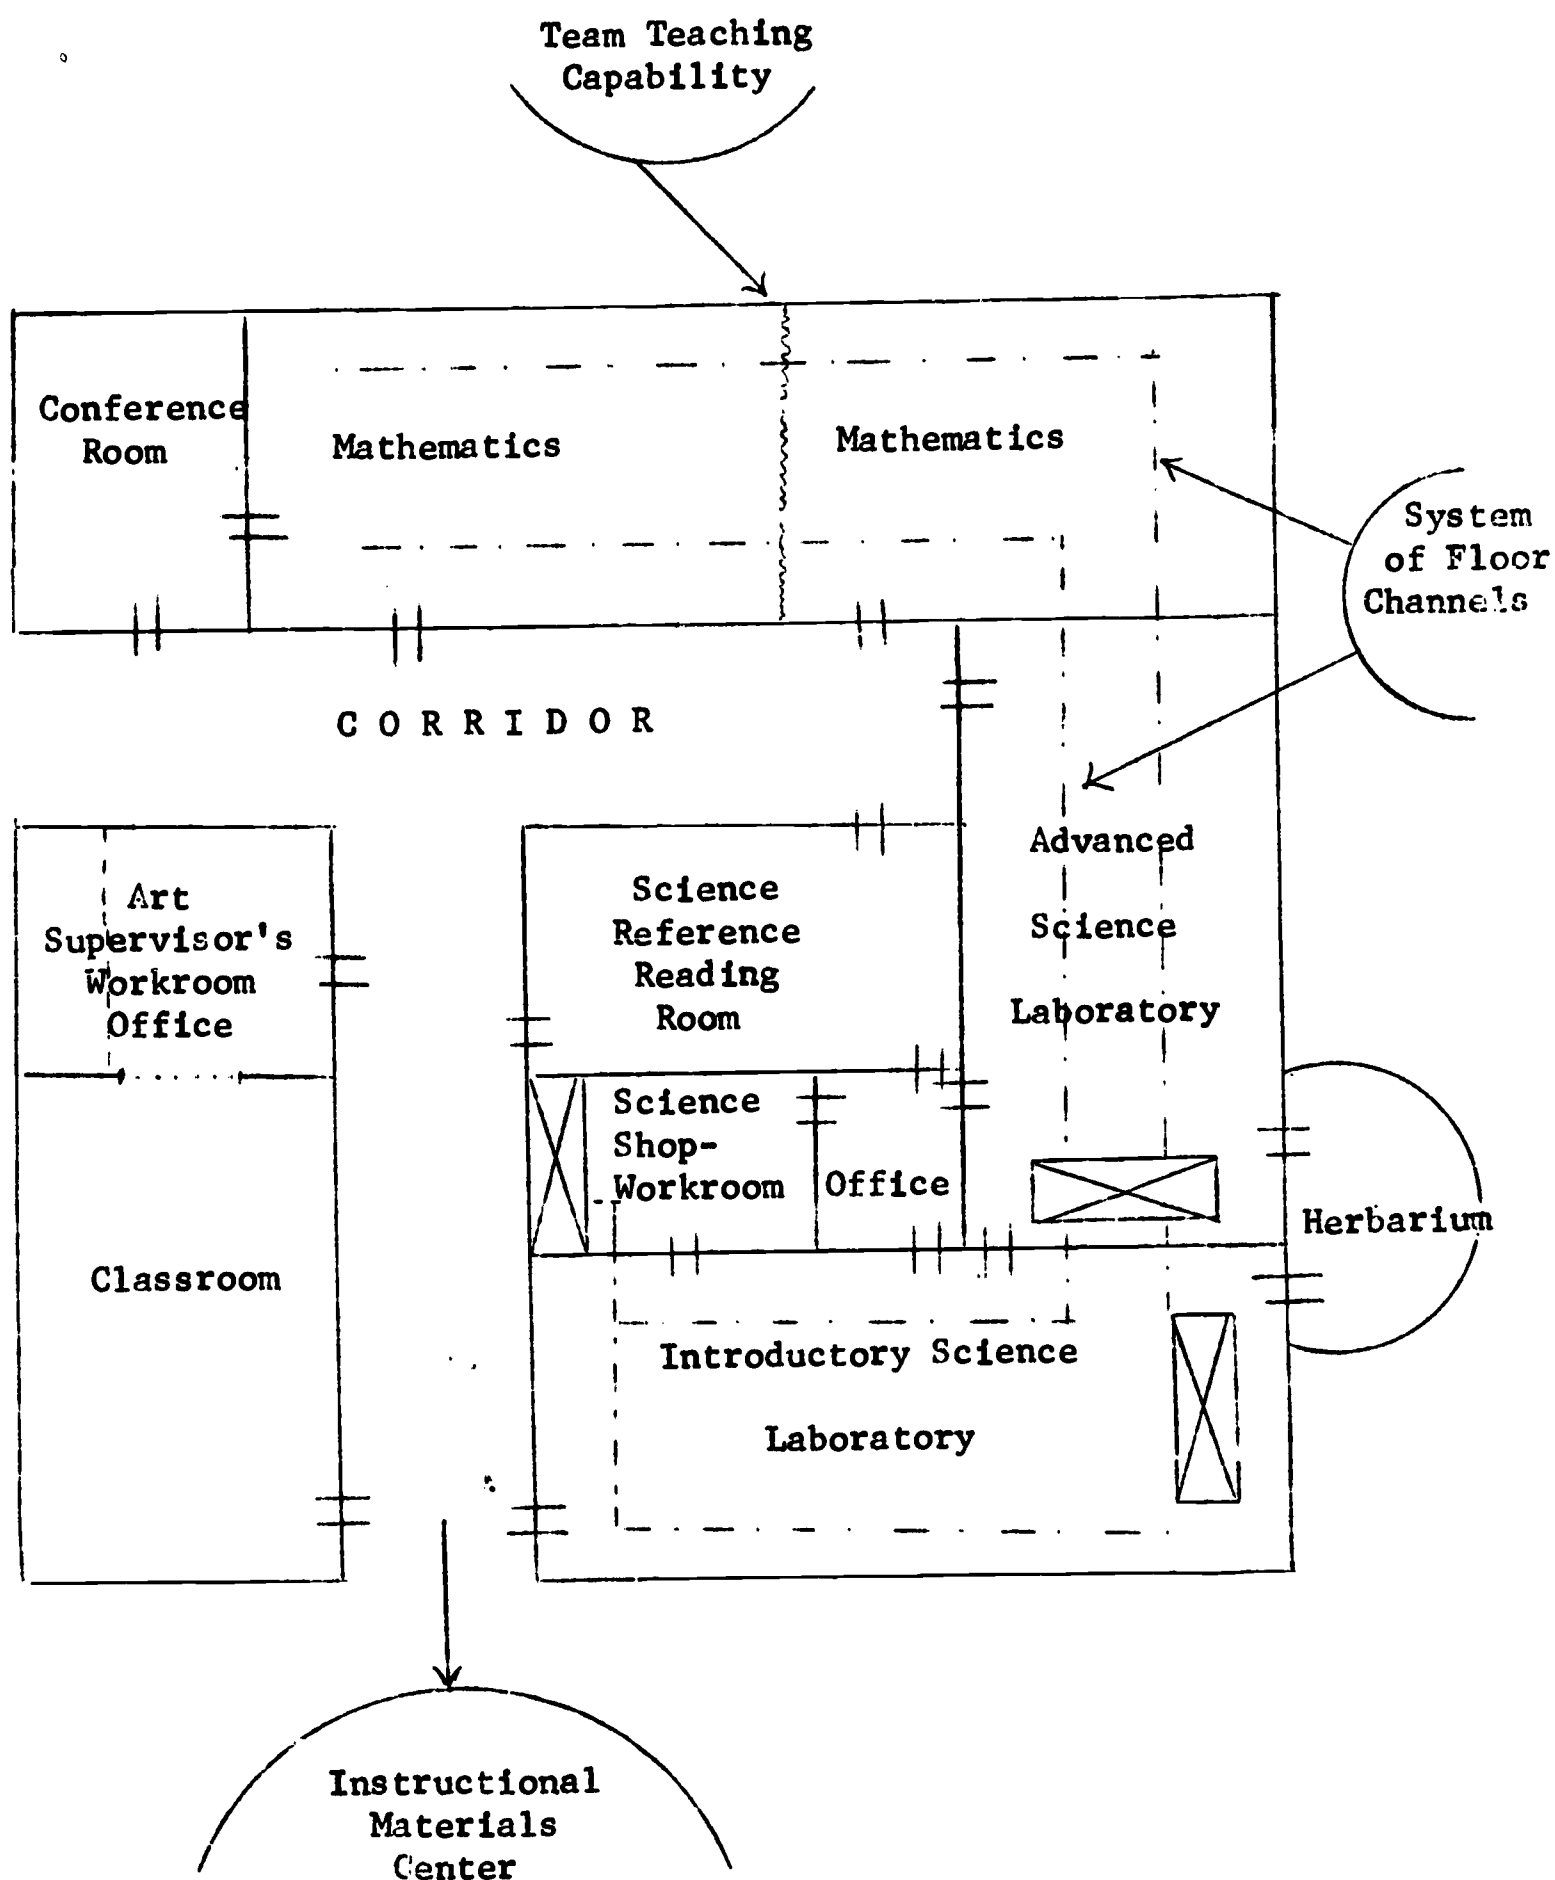 Team Teaching
Capability
Conference
Room
Mathematics
Mathematics
System
of Floor
Channels
C O R R I D O R
Advanced
Science
Laboratory
Art
Supervisor's
Workroom
Office
Science
Reference
Reading
Room
Science
Shop-
Workroom
Office
Herbarium
Classroom
Introductory Science
Laboratory
Instructional
Materials
Center